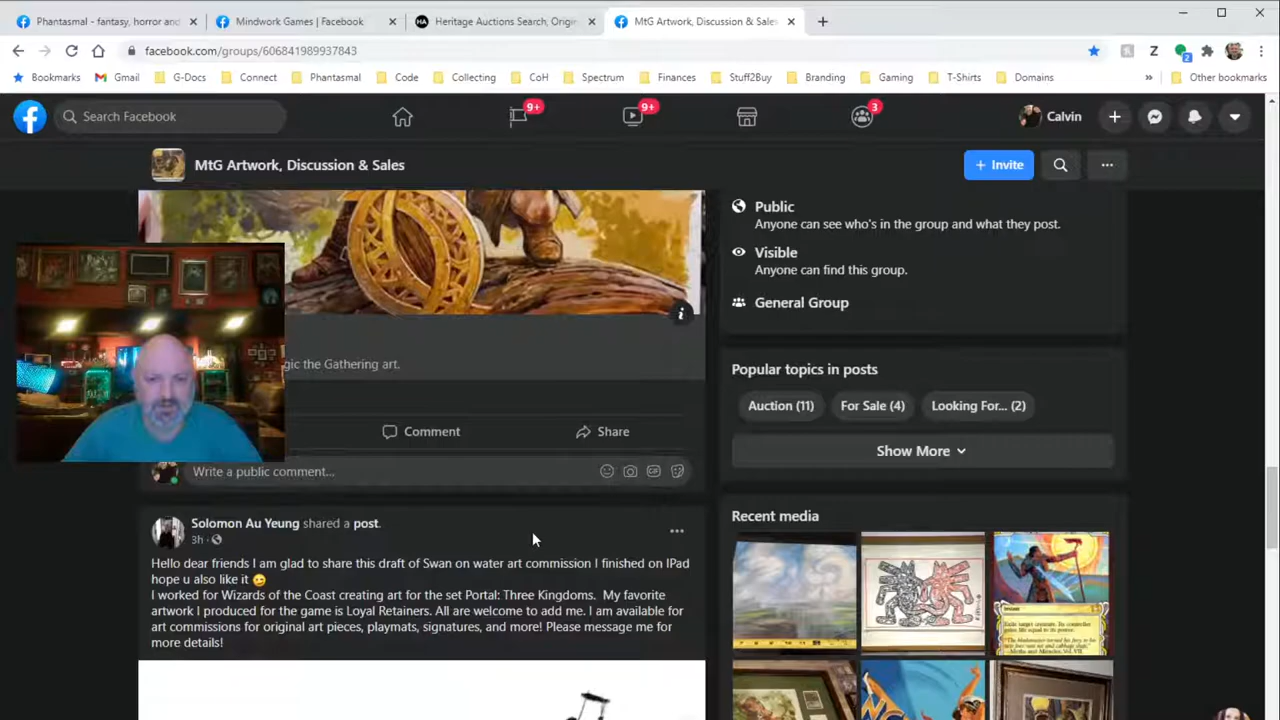 Phantasmal - fantasy, horror and
Mindwork Games | Facebook
HA Heritage Auctions Search, Origin
MtG Artwork, Discussion & Sales
facebook.com/groups/606841989937843
Z 2
Bookmarks Gmail G-Docs Connect Phantasmal Code Collecting CoH Spectrum Finances Stuff2Buy Branding Gaming T-Shirts Domains » Other bookmarks
Search Facebook 9+ 9+ 3 Calvin
MtG Artwork, Discussion & Sales + Invite
Public
Anyone can see who's in the group and what they post.
Visible
Anyone can find this group.
General Group
gic the Gathering art.
Comment Share
Write a public comment...
GIF
Popular topics in posts
Auction (11) For Sale (4) Looking For... (2)
Show More
Solomon Au Yeung shared a post.
3h ·
Hello dear friends I am glad to share this draft of Swan on water art commission I finished on IPad
hope u also like it 😉
I worked for Wizards of the Coast creating art for the set Portal: Three Kingdoms. My favorite
artwork I produced for the game is Loyal Retainers. All are welcome to add me. I am available for
art commissions for original art pieces, playmats, signatures, and more! Please message me for
more details!
Recent media
Exile target creature. Its controller